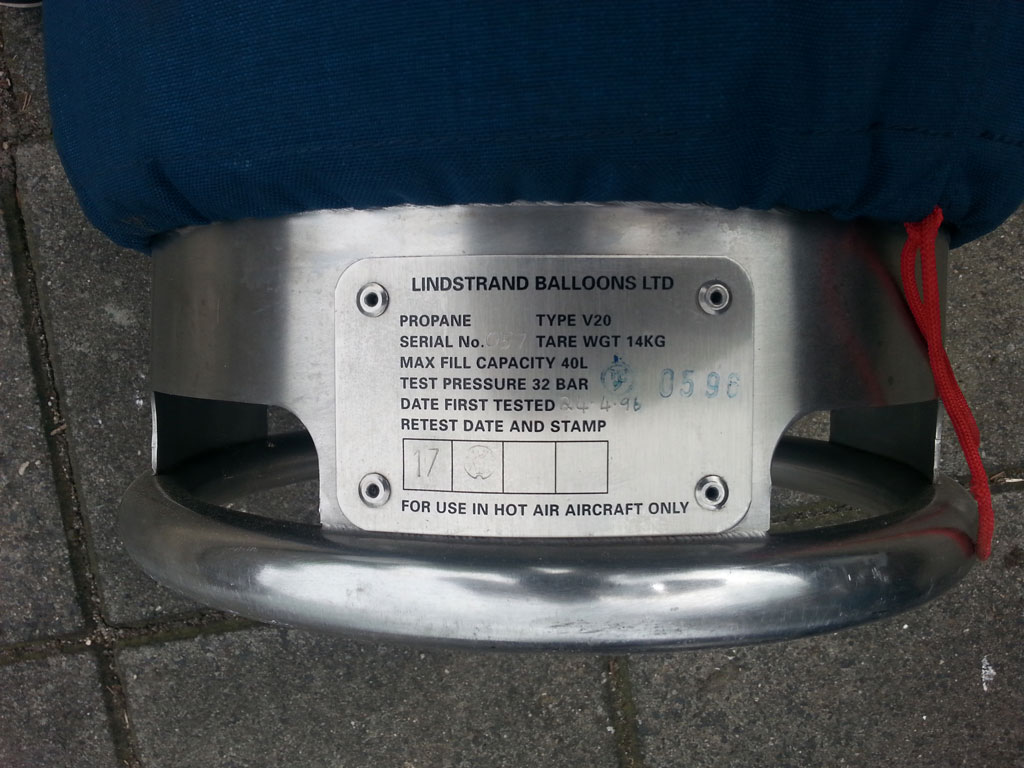 LINDSTRAND BALLOONS LTD
PROPANE TYPE V20
SERIAL No. TARE WGT 14KG
MAX FILL CAPACITY 40L
TEST PRESSURE 32 BAR 0596
DATE FIRST TESTED 24.4.96
RETEST DATE AND STAMP
17
FOR USE IN HOT AIR AIRCRAFT ONLY